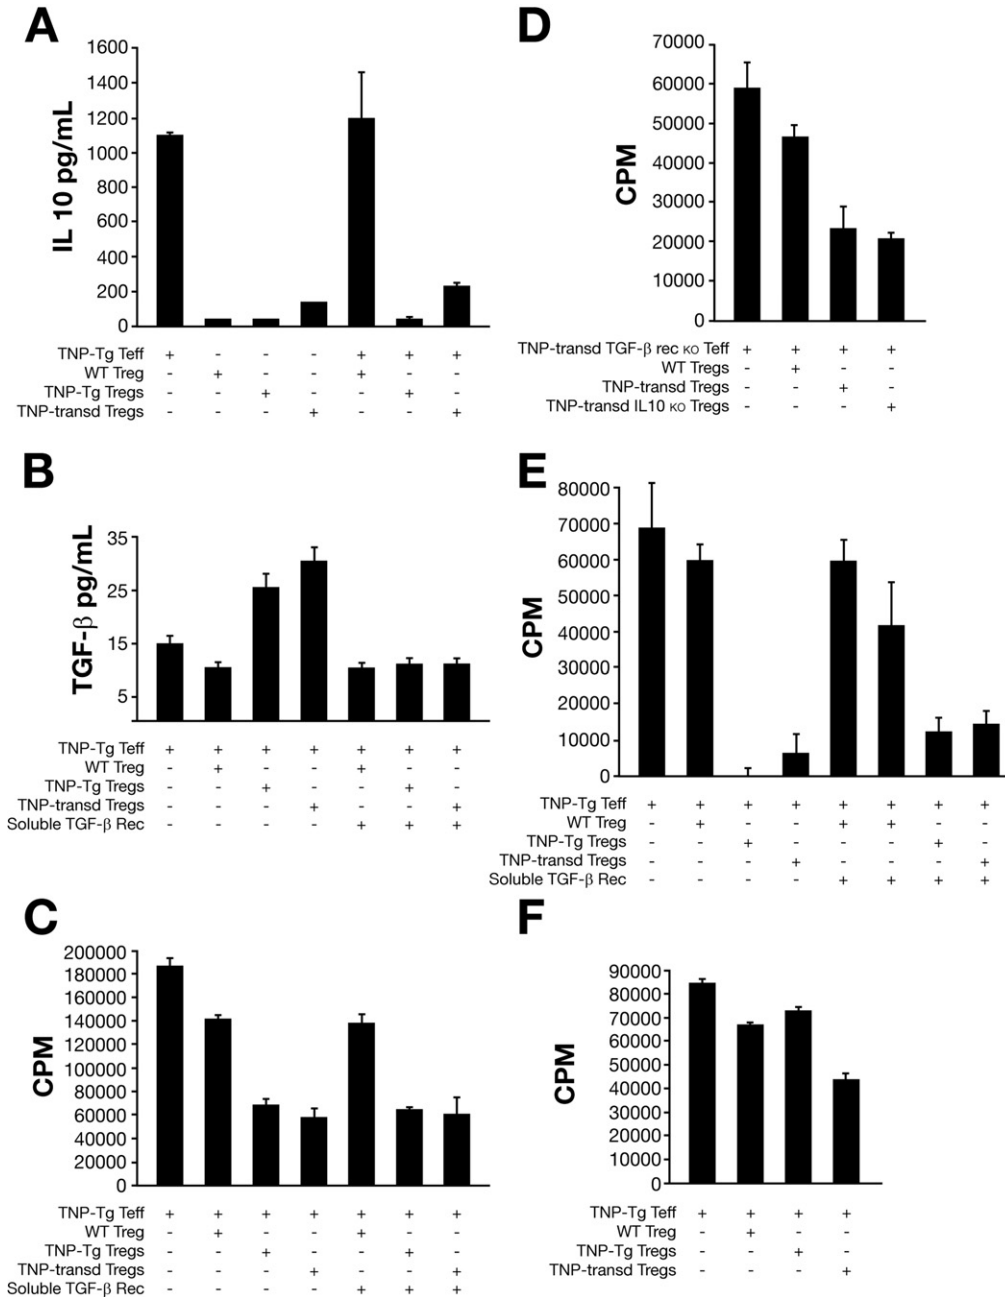 A
IL 10 pg/mL
1600
1400
1200
1000
800
600
400
200
0
TNP-Tg Teff + - - - + + +
WT Treg - + - - + - -
TNP-Tg Tregs - - + - - + -
TNP-transd Tregs - - - + - - +
B
TGF-β pg/mL
35
25
15
5
TNP-Tg Teff + + + + + + +
WT Treg - + - - + - -
TNP-Tg Tregs - - + - - + -
TNP-transd Tregs - - - + - - +
Soluble TGF-β Rec - - - - + + +
C
CPM
200000
180000
160000
140000
120000
100000
80000
60000
40000
20000
0
TNP-Tg Teff + + + + + + +
WT Treg - + - - + - -
TNP-Tg Tregs - - + - - + -
TNP-transd Tregs - - - + - - +
Soluble TGF-β Rec - - - - + + +
D
CPM
70000
60000
50000
40000
30000
20000
10000
0
TNP-transd TGF-β rec KO Teff + + + +
WT Tregs - + - -
TNP-transd Tregs - - + -
TNP-transd IL10 KO Tregs - - - +
E
CPM
80000
70000
60000
50000
40000
30000
20000
10000
0
TNP-Tg Teff + + + + + + + +
WT Treg - + - - + + - -
TNP-Tg Tregs - - + - - - + -
TNP-transd Tregs - - - + - - - +
Soluble TGF-β Rec - - - - + + + +
F
CPM
90000
80000
70000
60000
50000
40000
30000
20000
10000
0
TNP-Tg Teff + + + +
WT Treg - + - -
TNP-Tg Tregs - - + -
TNP-transd Tregs - - - +